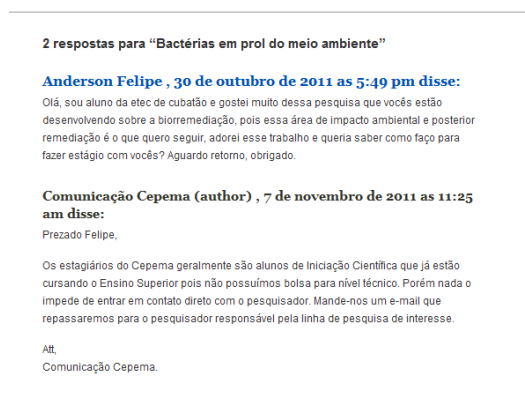 2 respostas para “Bactérias em prol do meio ambiente”
Anderson Felipe , 30 de outubro de 2011 as 5:49 pm disse:
Olá, sou aluno da etec de cubatão e gostei muito dessa pesquisa que vocês estão
desenvolvendo sobre a biorremediação, pois essa área de impacto ambiental e posterior
remediação é o que quero seguir, adorei esse trabalho e queria saber como faço para
fazer estágio com vocês? Aguardo retorno, obrigado.
Comunicação Cepema (author) , 7 de novembro de 2011 as 11:25
am disse:
Prezado Felipe,
Os estagiários do Cepema geralmente são alunos de Iniciação Científica que já estão
cursando o Ensino Superior pois não possuímos bolsa para nível técnico. Porém nada o
impede de entrar em contato direto com o pesquisador. Mande-nos um e-mail que
repassaremos para o pesquisador responsável pela linha de pesquisa de interesse.
Att,
Comunicação Cepema.